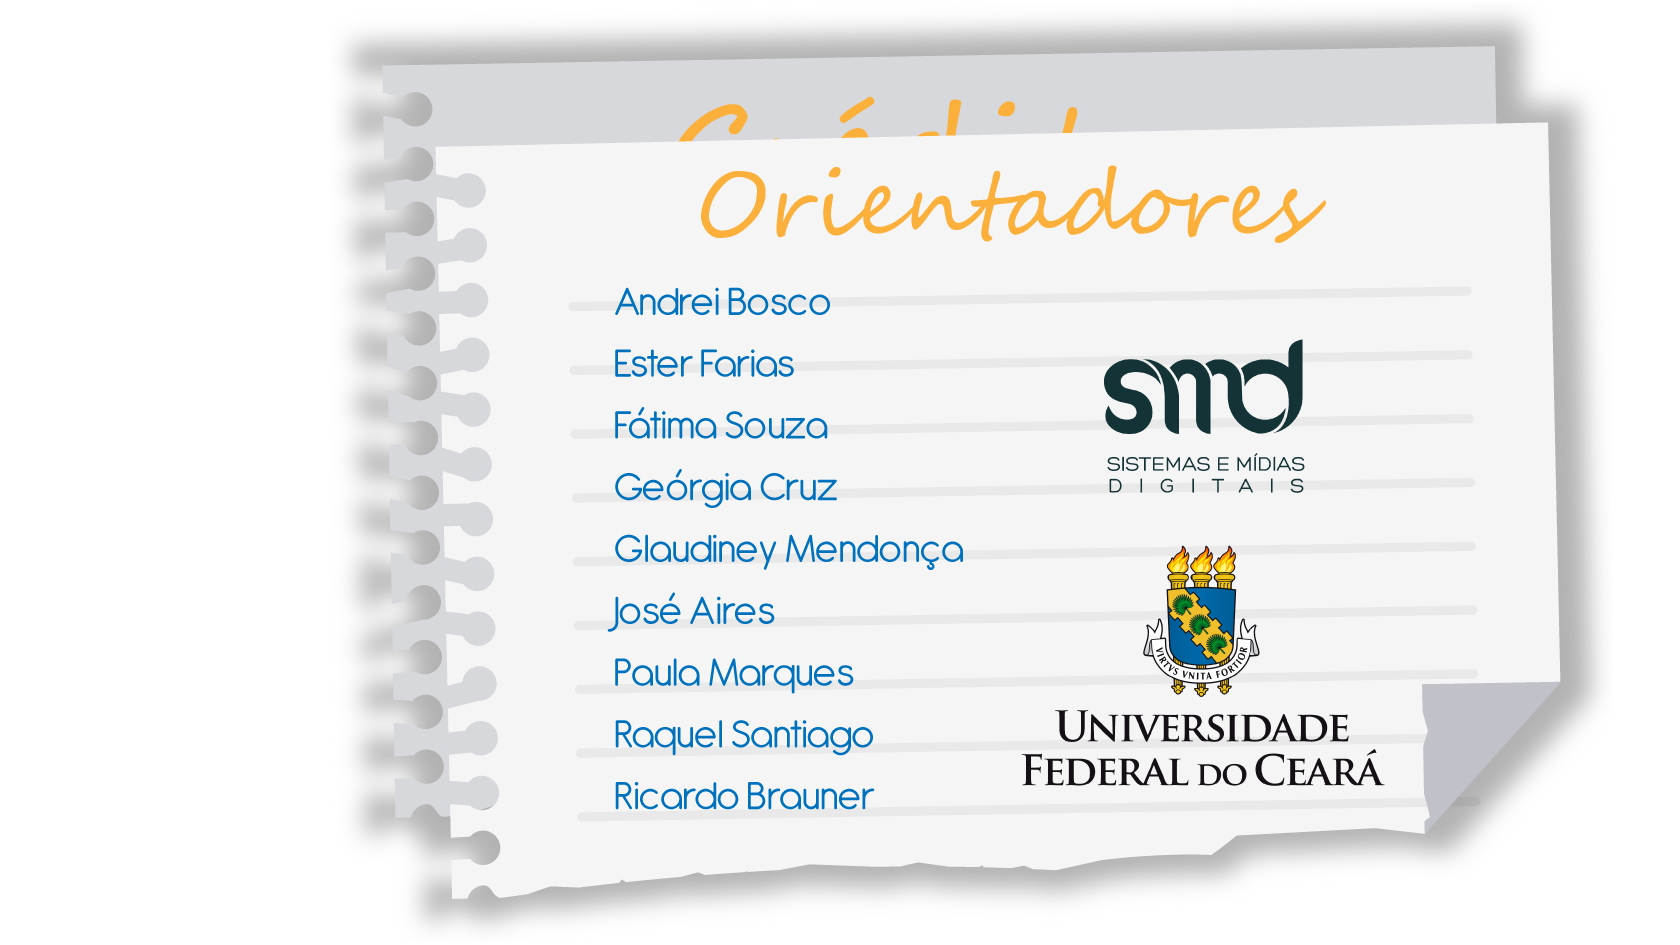 Orientadores
Andrei Bosco
Ester Farias
Fátima Souza
Geórgia Cruz
Glaudiney Mendonça
José Aires
Paula Marques
Raquel Santiago
Ricardo Brauner
smd
SISTEMAS E MÍDIAS
DIGITAIS
VIRTVS VNITA FORTIOR
UNIVERSIDADE
FEDERAL DO CEARÁ